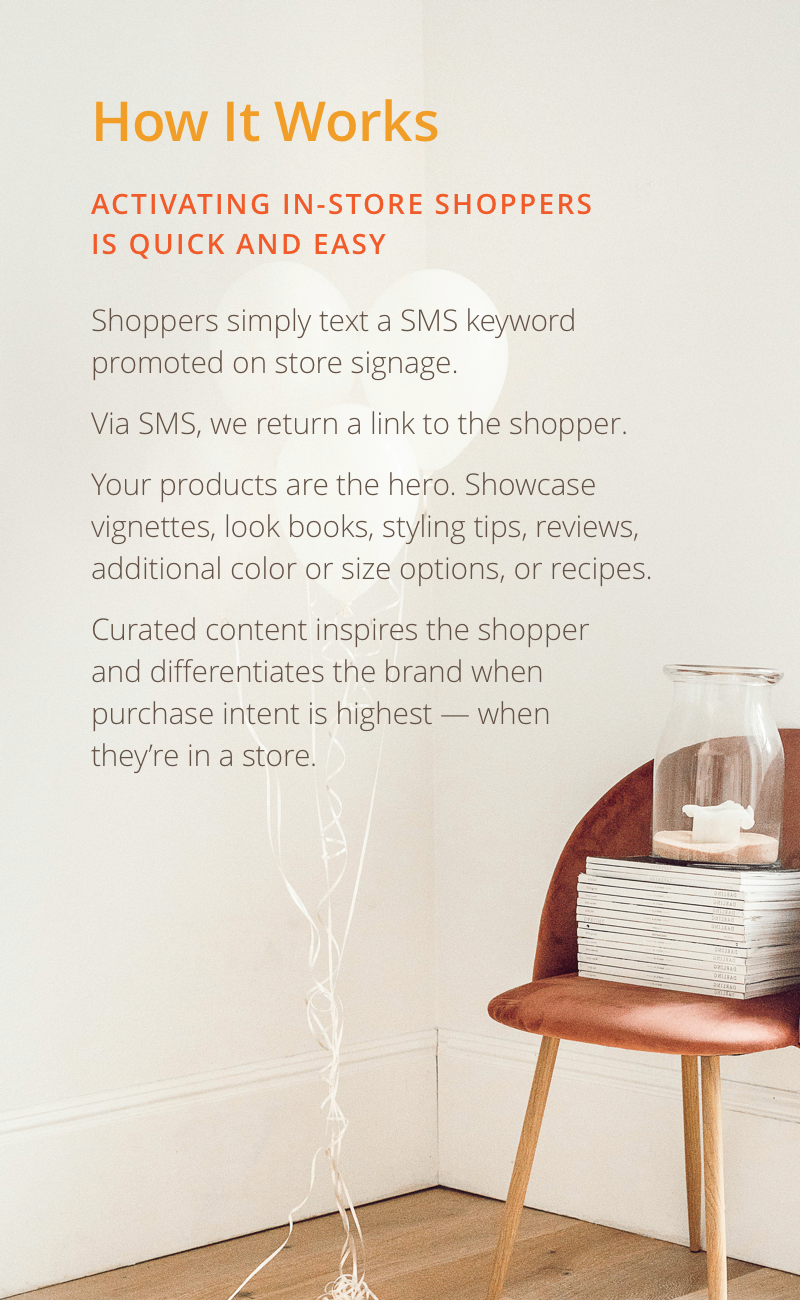 How It Works
ACTIVATING IN-STORE SHOPPERS
IS QUICK AND EASY
Shoppers simply text a SMS keyword
promoted on store signage.
Via SMS, we return a link to the shopper.
Your products are the hero. Showcase
vignettes, look books, styling tips, reviews,
additional color or size options, or recipes.
Curated content inspires the shopper
and differentiates the brand when
purchase intent is highest — when
they’re in a store.